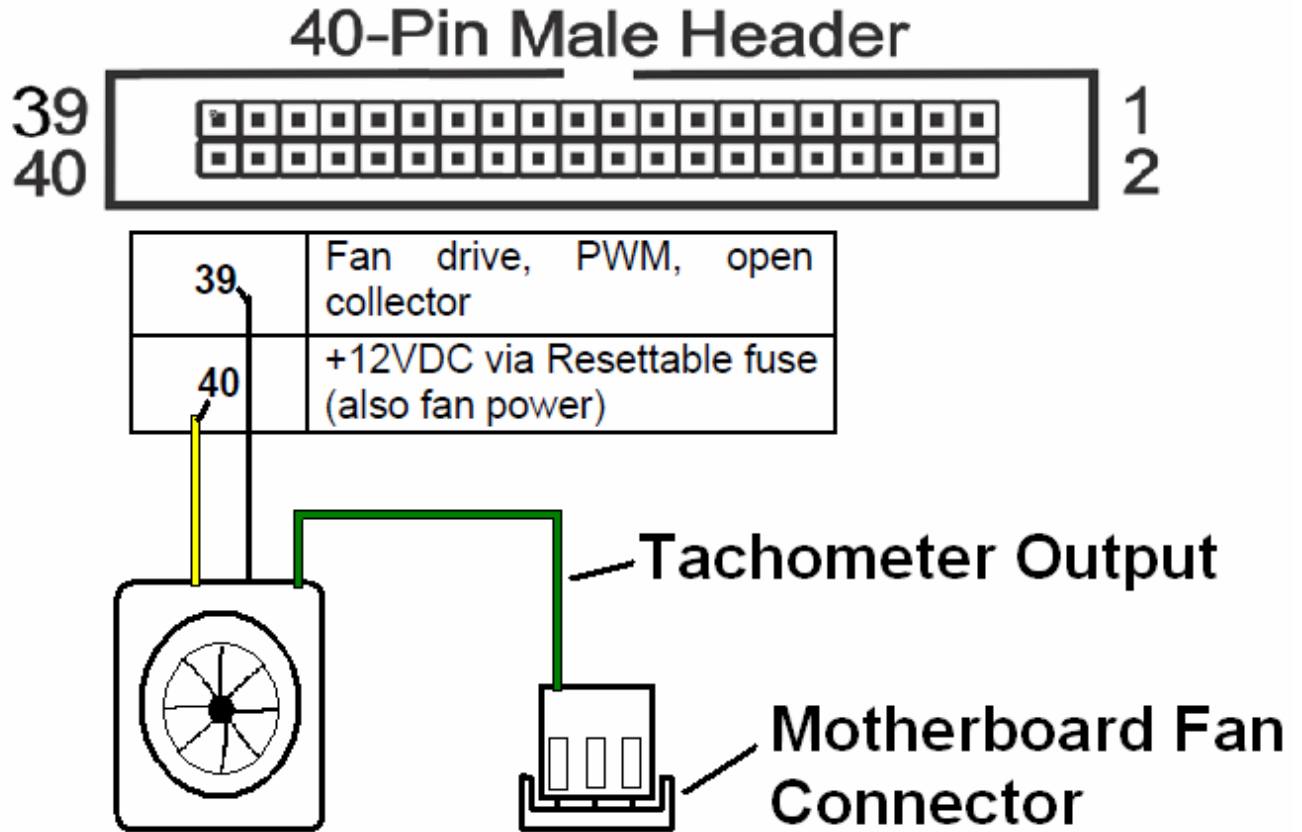 40-Pin Male Header
39
1
40
2
39
Fan drive, PWM, open
collector
40
+12VDC via Resettable fuse
(also fan power)
Tachometer Output
Motherboard Fan
Connector